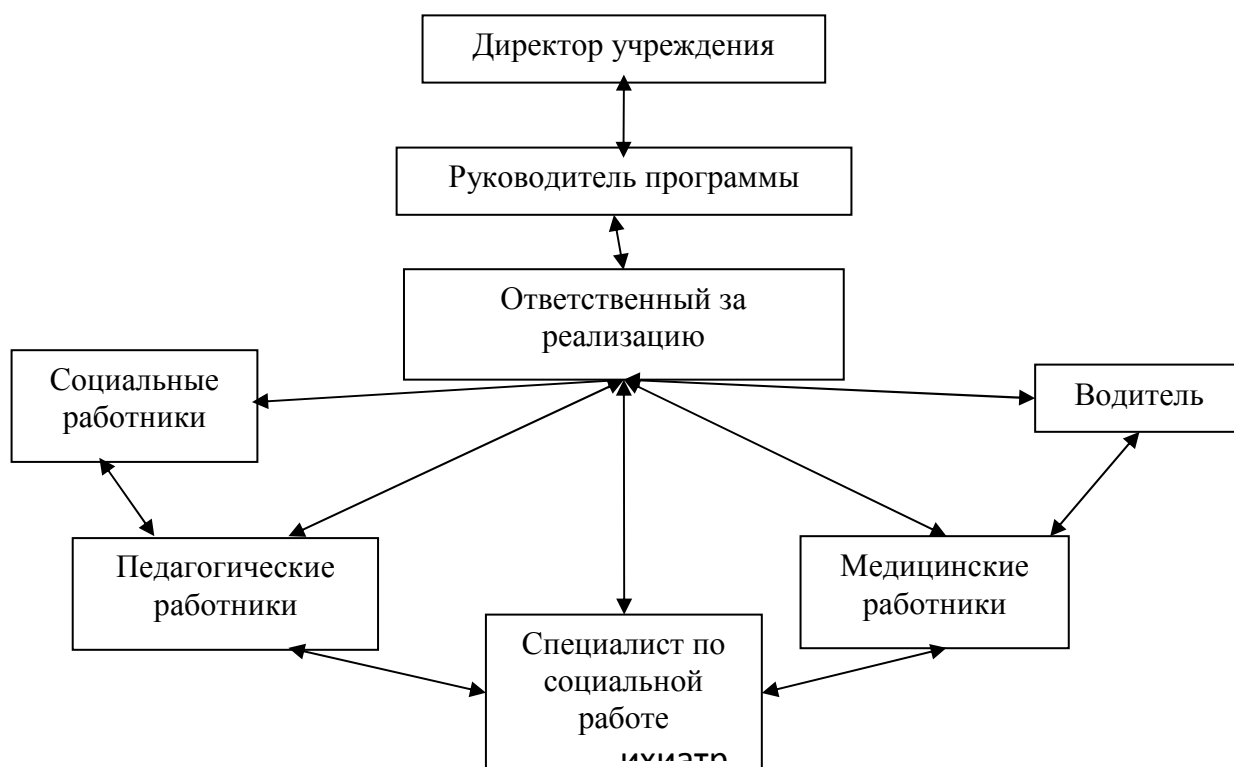 Директор учреждения
Руководитель программы
Ответственный за
реализацию
Социальные
работники
Водитель
Педагогические
работники
Медицинские
работники
Специалист по
социальной
работе